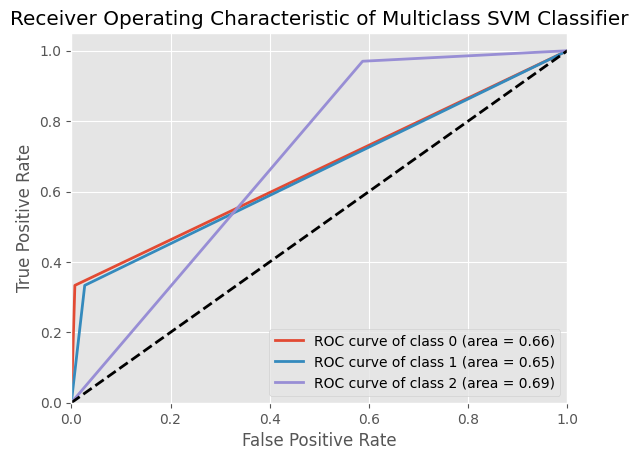 Receiver Operating Characteristic of Multiclass SVM Classifier
1.0
0.8
0.6
0.4
0.2
0.0
True Positive Rate
ROC curve of class 0 (area = 0.66)
ROC curve of class 1 (area = 0.65)
ROC curve of class 2 (area = 0.69)
0.0 0.2 0.4 0.6 0.8 1.0
False Positive Rate